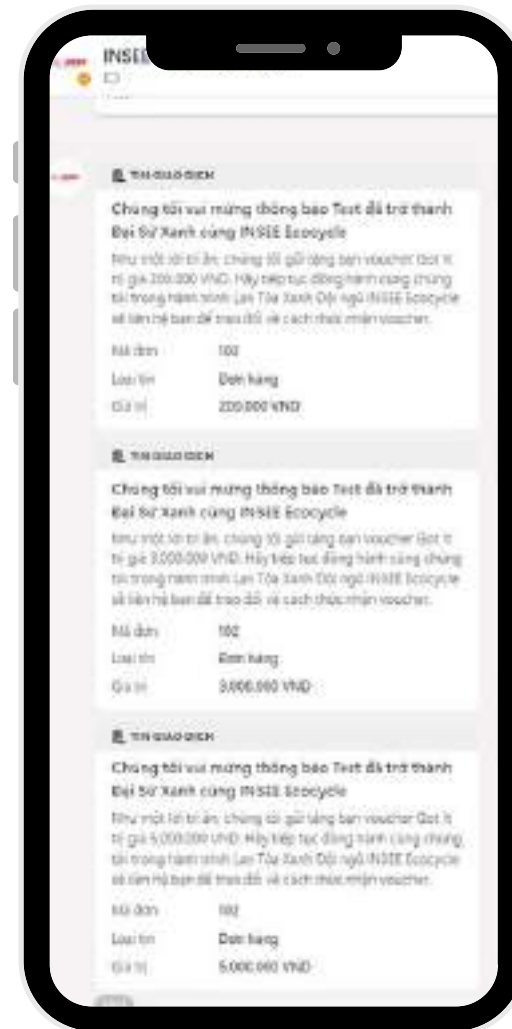 INSEE
TIN GIAO DỊCH
Chúng tôi vui mừng thông báo Test đã trở thành
Đại Sứ Xanh cùng INSEE Ecocycle
Như một lời tri ân, chúng tôi gửi tặng bạn voucher Got It
trị giá 200.000 VND. Hãy tiếp tục đồng hành cùng chúng
tôi trong hành trình Lan Tỏa Xanh Đội ngũ INSEE Ecocycle
sẽ liên hệ bạn để trao đổi về cách thức nhận voucher.
Mã đơn 102
Loại tin Đơn hàng
Giá trị 200.000 VND
TIN GIAO DỊCH
Chúng tôi vui mừng thông báo Test đã trở thành
Đại Sứ Xanh cùng INSEE Ecocycle
Như một lời tri ân, chúng tôi gửi tặng bạn voucher Got It
trị giá 3.000.000 VND. Hãy tiếp tục đồng hành cùng chúng
tôi trong hành trình Lan Tỏa Xanh Đội ngũ INSEE Ecocycle
sẽ liên hệ bạn để trao đổi về cách thức nhận voucher.
Mã đơn 102
Loại tin Đơn hàng
Giá trị 3.000.000 VND
TIN GIAO DỊCH
Chúng tôi vui mừng thông báo Test đã trở thành
Đại Sứ Xanh cùng INSEE Ecocycle
Như một lời tri ân, chúng tôi gửi tặng bạn voucher Got It
trị giá 5.000.000 VND. Hãy tiếp tục đồng hành cùng chúng
tôi trong hành trình Lan Tỏa Xanh Đội ngũ INSEE Ecocycle
sẽ liên hệ bạn để trao đổi về cách thức nhận voucher.
Mã đơn 102
Loại tin Đơn hàng
Giá trị 5.000.000 VND